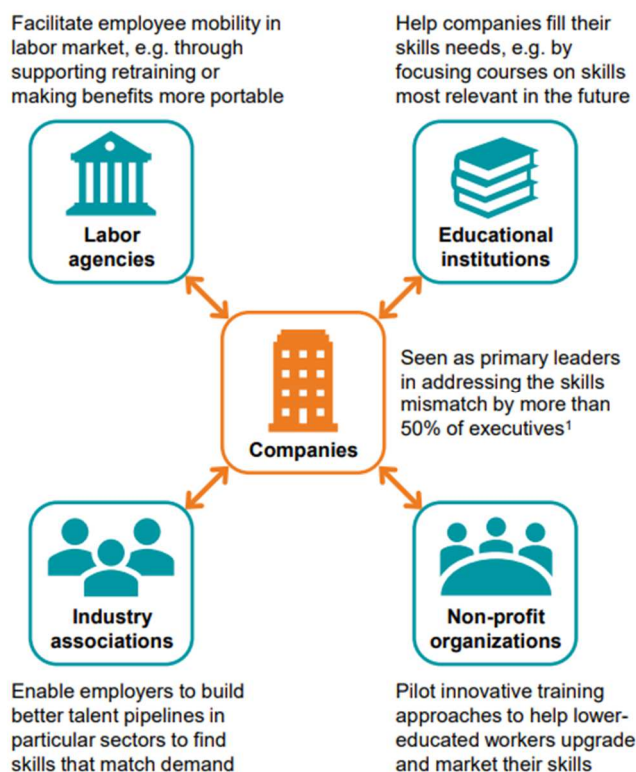 Facilitate employee mobility in
labor market, e.g. through
supporting retraining or
making benefits more portable
Help companies fill their
skills needs, e.g. by
focusing courses on skills
most relevant in the future
Labor
agencies
Educational
institutions
Companies
Seen as primary leaders
in addressing the skills
mismatch by more than
50% of executives¹
Industry
associations
Non-profit
organizations
Enable employers to build
better talent pipelines in
particular sectors to find
skills that match demand
Pilot innovative training
approaches to help lower-
educated workers upgrade
and market their skills